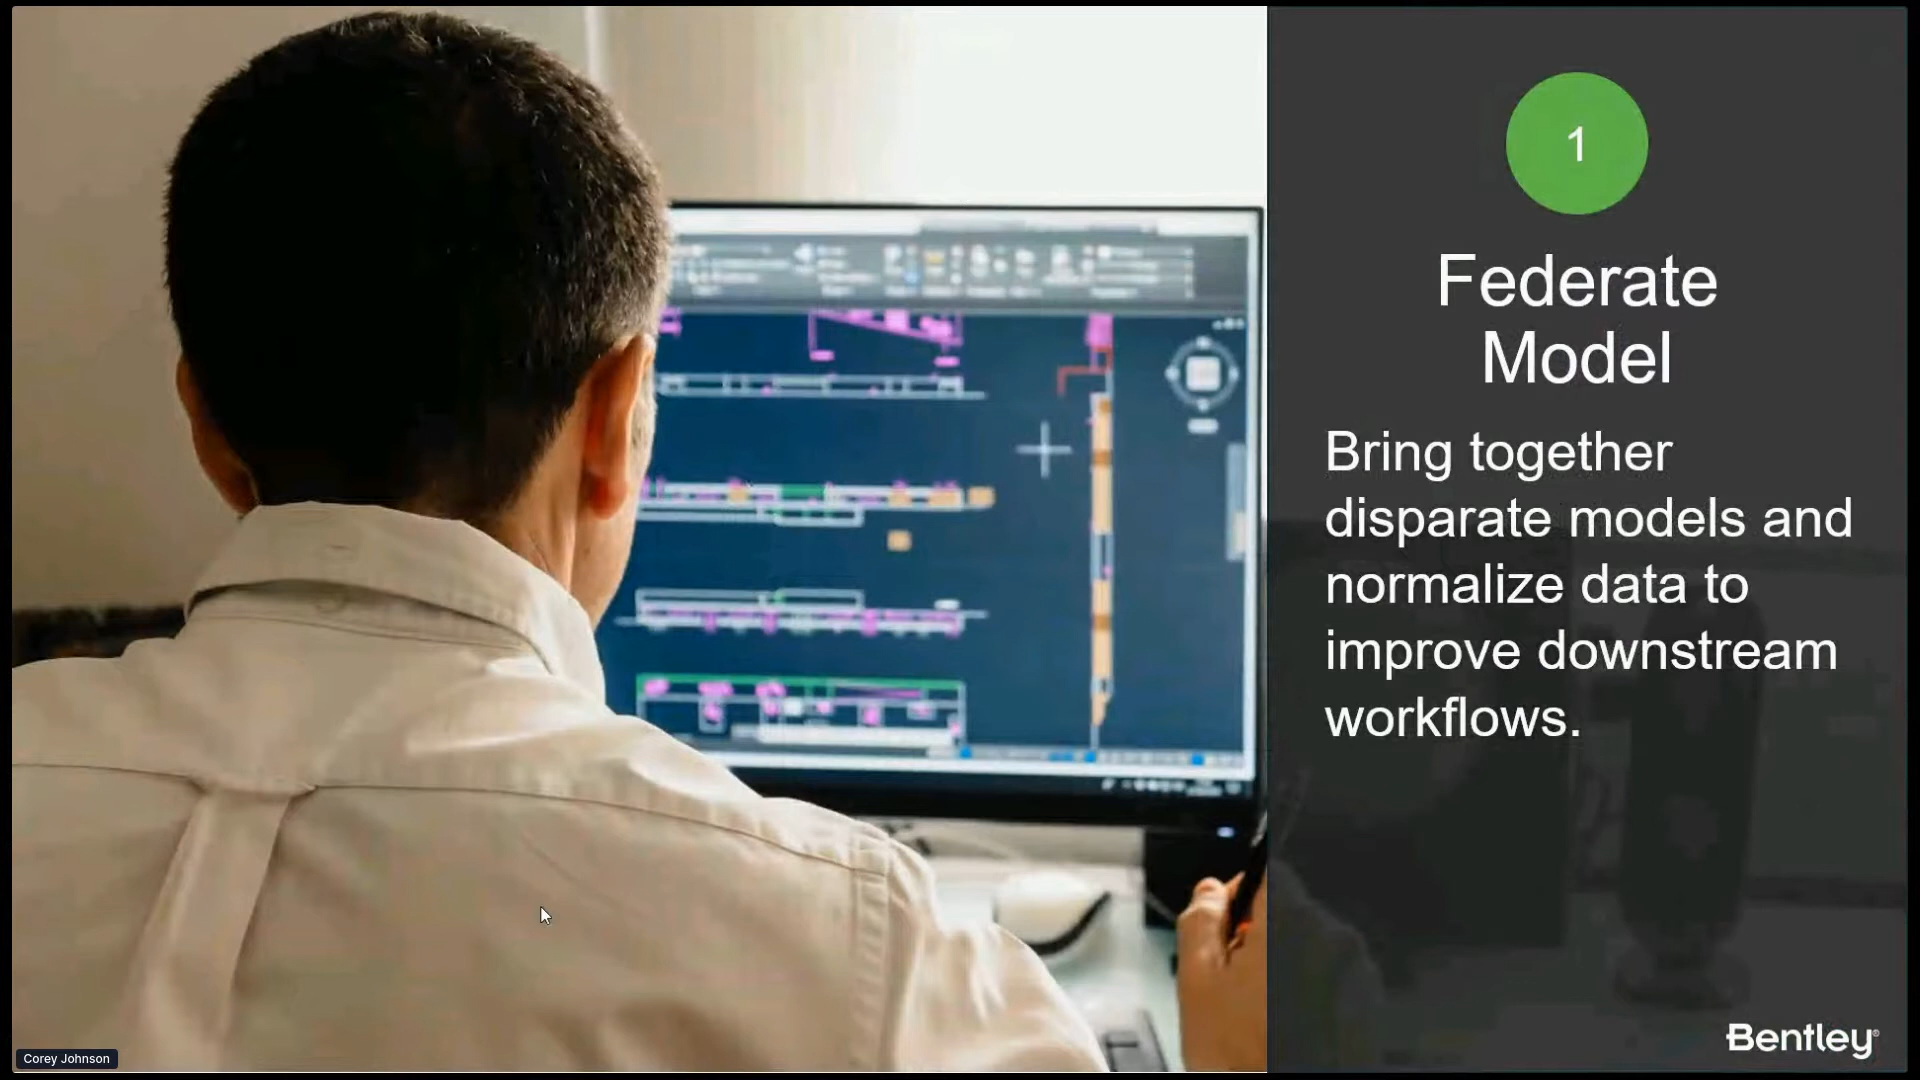 1
Federate
Model
Bring together
disparate models and
normalize data to
improve downstream
workflows.
Bentley®
Corey Johnson